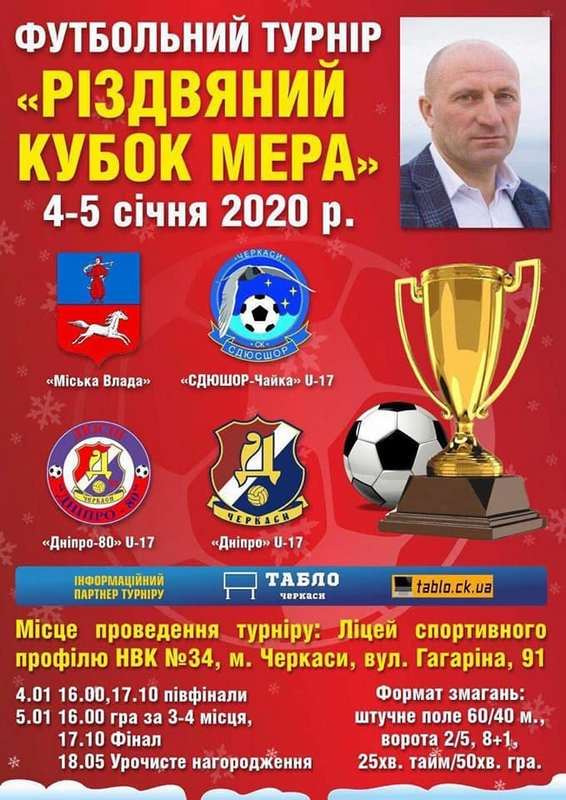 ФУТБОЛЬНИЙ ТУРНІР
«РІЗДВЯНИЙ
КУБОК МЕРА»
4-5 січня 2020 р.
ЧЕРКАСИ
СК
СДЮСШОР
«Міська Влада»
«СДЮШОР-Чайка» U-17
Д
ДНІПРО-80
ЧЕРКАСИ
Д
ЧЕРКАСИ
«Дніпро-80» U-17
«Дніпро» U-17
ІНФОРМАЦІЙНИЙ
ПАРТНЕР ТУРНІРУ
ТАБЛО
черкаси
tablo.ck.ua
Місце проведення турніру: Ліцей спортивного
профілю НВК №34, м. Черкаси, вул. Гагаріна, 91
4.01 16.00,17.10 півфінали
5.01 16.00 гра за 3-4 місця,
17.10 Фінал
18.05 Урочисте нагородження
Формат змагань:
штучне поле 60/40 м.,
ворота 2/5, 8+1,
25хв. тайм/50хв. гра.